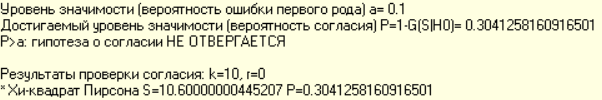 Уровень значимости (вероятность ошибки первого рода) a= 0.1
Достигаемый уровень значимости (вероятность согласия) P=1-G(S|H0)= 0.3041258160916501
P>a: гипотеза о согласии НЕ ОТВЕРГАЕТСЯ
Результаты проверки согласия: k=10, r=0
* Хи-квадрат Пирсона S=10.60000000445207 P=0.3041258160916501